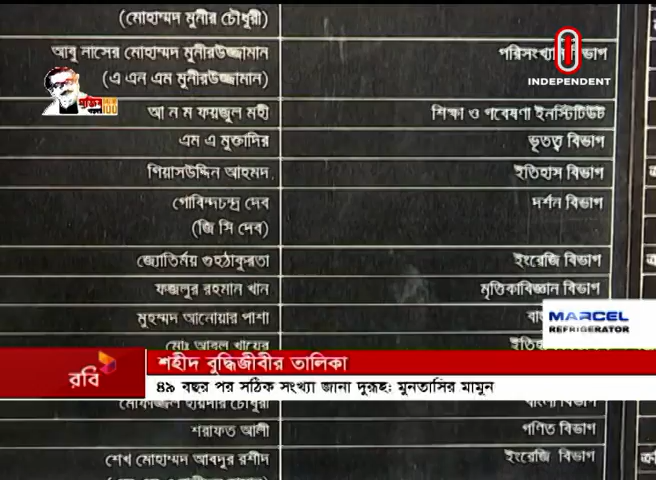 (মোহাম্মদ মুনীর চৌধুরী)
আবু নাসের মোহাম্মদ মুনীরউজ্জামান
(এ এন এম মুনীরউজ্জামান)
INDEPENDENT
আ ন ম ফয়জুল মহী শিক্ষা ও গবেষণা ইনস্টিটিউট
এম এ মুক্তাদির ভূতত্ত্ব বিভাগ
গিয়াসউদ্দিন আহমদ ইতিহাস বিভাগ
গোবিন্দচন্দ্র দেব দর্শন বিভাগ
(জি সি দেব)
জ্যোতির্ময় গুহঠাকুরতা ইংরেজি বিভাগ
ফজলুর রহমান খান মৃত্তিকাবিজ্ঞান বিভাগ
মুহম্মদ আনোয়ার পাশা
MARCEL
REFRIGERATOR
মোঃ আবুল খায়ের
রবি
শহীদ বুদ্ধিজীবীর তালিকা
৪৯ বছর পর সঠিক সংখ্যা জানা দুরূহ: মুনতাসির মামুন
মোফাজ্জল হায়দার চৌধুরী বাংলা বিভাগ
শরাফত আলী গণিত বিভাগ
শেখ মোহাম্মদ আবদুর রশীদ ইংরেজি বিভাগ